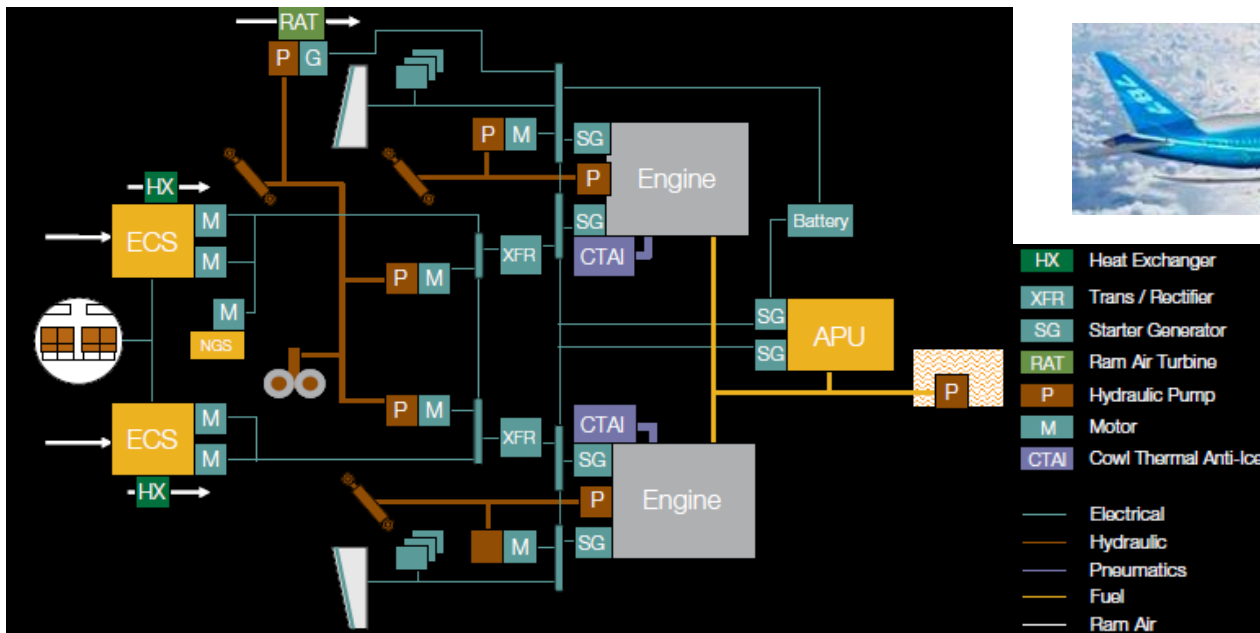 RAT
P G
P M
SG
Engine
P
SG
CTAI
HX
ECS
M
M
M
NGS
P M
XFR
Battery
SG
SG
APU
P
P M
XFR
ECS
M
M
HX
CTAI
SG
Engine
P
M
SG
787
HX Heat Exchanger
XFR Trans / Rectifier
SG Starter Generator
RAT Ram Air Turbine
P Hydraulic Pump
M Motor
CTAI Cowl Thermal Anti-Ice
Electrical
Hydraulic
Pneumatics
Fuel
Ram Air